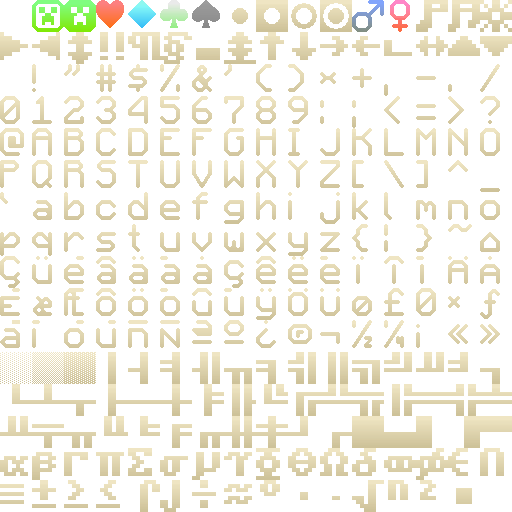 ! " # $ % & ' ( ) × + , - . /
0 1 2 3 4 5 6 7 8 9 : ; < = > ?
@ A B C D E F G H I J K L M N O
P Q R S T U V W X Y Z [ \ ] ^ _
` a b c d e f g h i j k l m n o
p q r s t u v w x y z { ¦ } ~ ⌂
Ç ü é â ä à å ç ê ë è ï î ì Ä Å
É æ Æ ô ö ò û ù ÿ Ö Ü ø £ Ø × ƒ
á í ó ú ñ Ñ ª º ¿ ® ¬ ½ ¼ ¡ « »
α β Γ π Σ σ µ τ Φ Θ Ω δ ∞ φ ∈ ∩
≡ ± ≥ ≤ ⌠ ⌡ ÷ ≈ ° ∙ · √ ⁿ ² ■